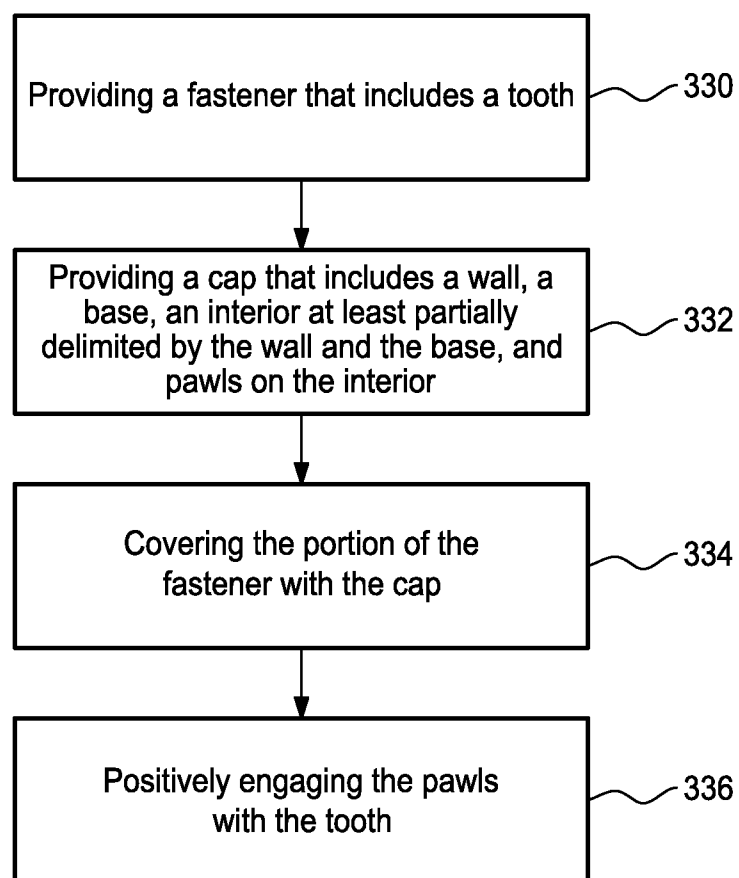 Providing a fastener that includes a tooth
330
Providing a cap that includes a wall, a
base, an interior at least partially
delimited by the wall and the base, and
pawls on the interior
332
Covering the portion of the
fastener with the cap
334
Positively engaging the pawls
with the tooth
336